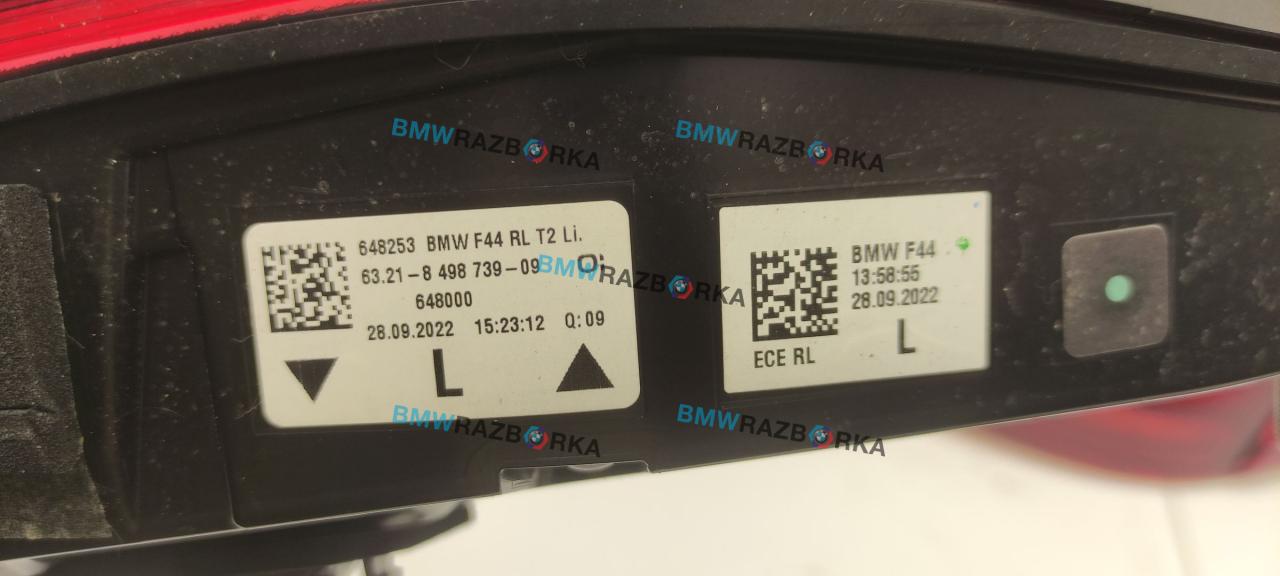 BMWRAZBORKA
BMWRAZBORKA
648253 BMW F44 RL T2 Li.
63.21-8 498 739-09
648000
28.09.2022 15:23:12 Q:09
L
BMWRAZBORKA
BMW F44
13:58:55
28.09.2022
ECE RL
L
BMWRAZBORKA
BMWRAZBORKA